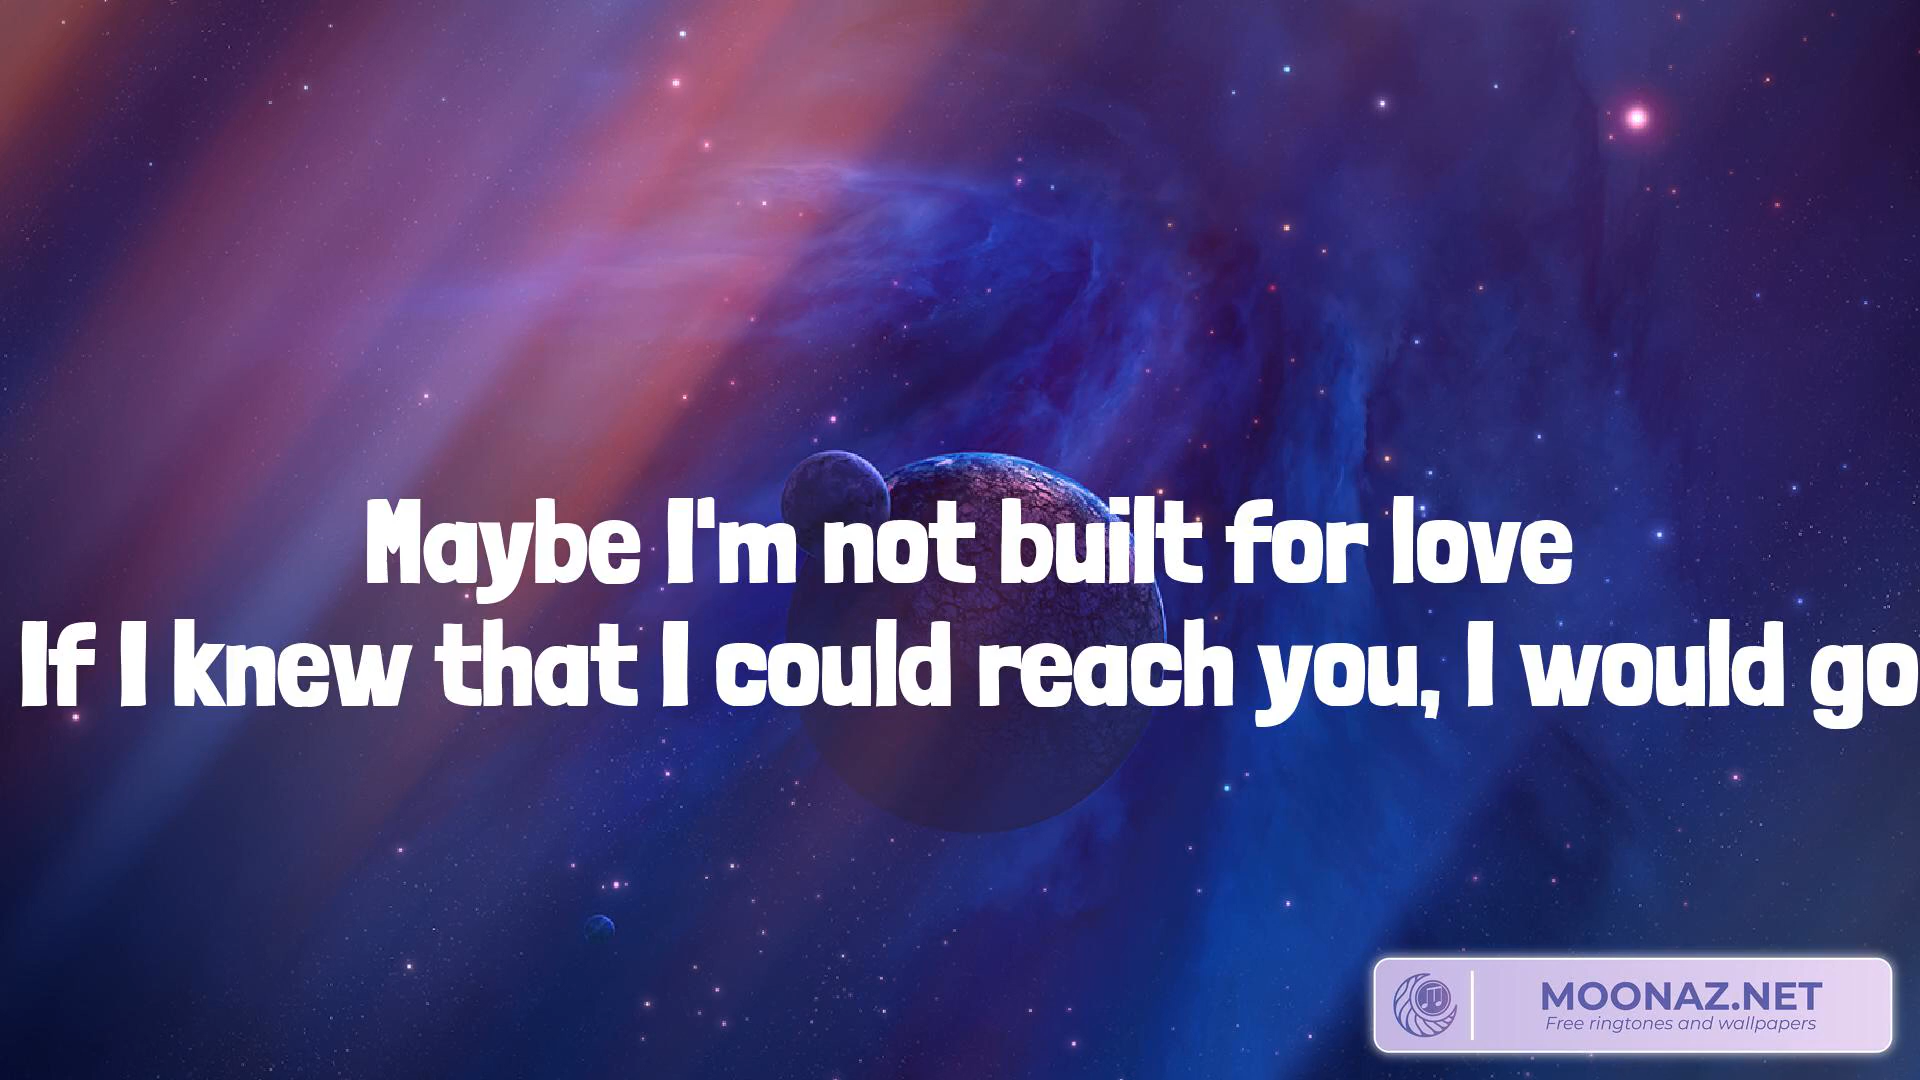 Maybe I'm not built for love
If I knew that I could reach you, I would go
MOONAZ.NET
Free ringtones and wallpapers